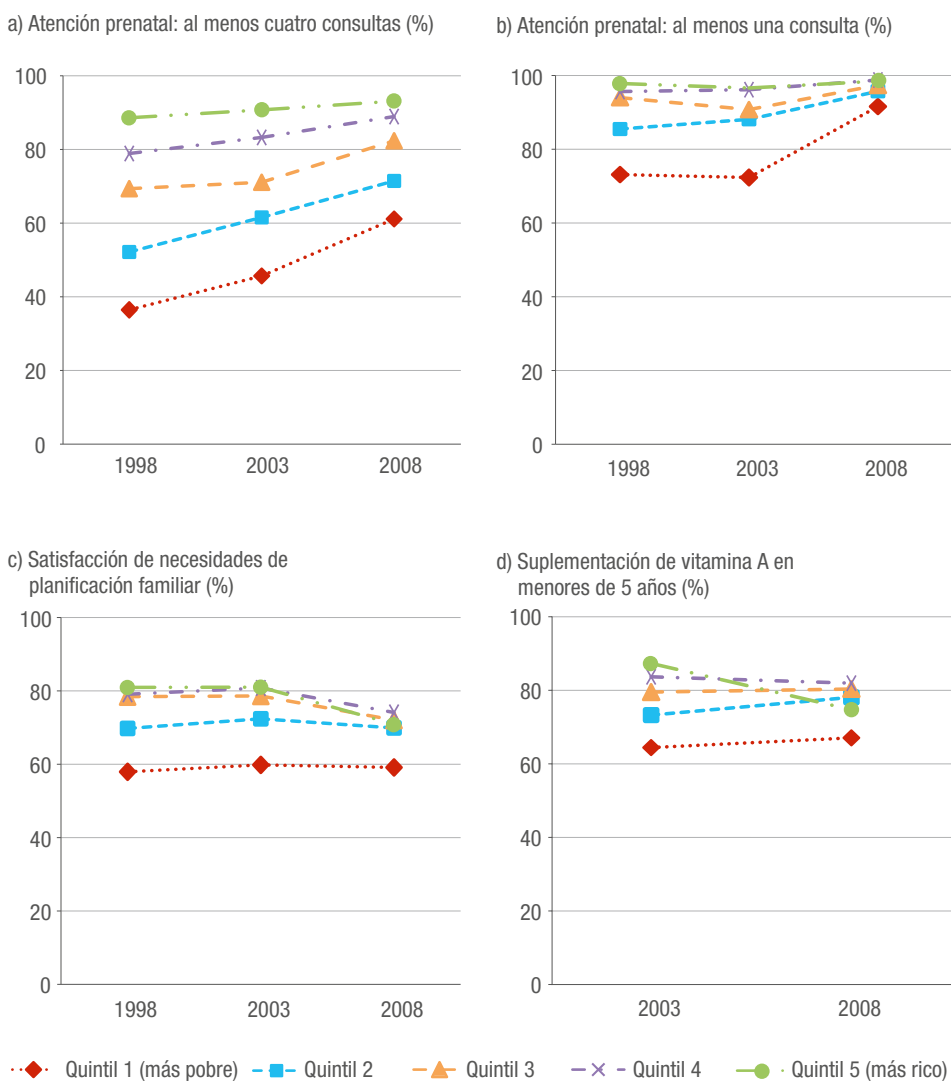 a) Atención prenatal: al menos cuatro consultas (%)
100
80
60
40
20
0
1998 2003 2008
b) Atención prenatal: al menos una consulta (%)
100
80
60
40
20
0
1998 2003 2008
c) Satisfacción de necesidades de
planificación familiar (%)
100
80
60
40
20
0
1998 2003 2008
d) Suplementación de vitamina A en
menores de 5 años (%)
100
80
60
40
20
0
2003 2008
Quintil 1 (más pobre) Quintil 2 Quintil 3 Quintil 4 Quintil 5 (más rico)